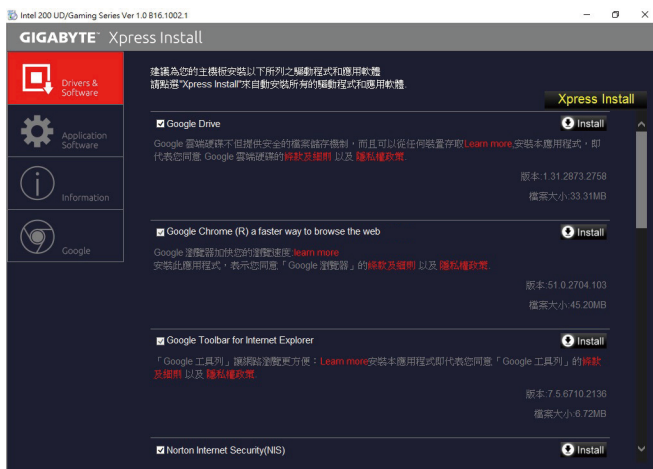 Intel 200 UD/Gaming Series Ver 1.0 B16.1002.1
GIGABYTE™ Xpress Install
Drivers &
Software
Application
Software
Information
Google
建議為您的主機板安裝以下所列之驅動程式和應用軟體
請點選"Xpress Install"來自動安裝所有的驅動程式和應用軟體.
Xpress Install
Google Drive
Install
Google 雲端硬碟不但提供安全的檔案儲存機制，而且可以從任何裝置存取Learn more,安裝本應用程式，即
代表您同意 Google 雲端硬碟的條款及細則 以及 隱私權政策.
版本:1.31.2873.2758
檔案大小:33.31MB
Google Chrome (R) a faster way to browse the web
Install
Google 瀏覽器加快您的瀏覽速度:learn more
安裝此應用程式，表示您同意「Google 瀏覽器」的條款及細則 以及 隱私權政策.
版本:51.0.2704.103
檔案大小:45.20MB
Google Toolbar for Internet Explorer
Install
「Google 工具列」讓網路瀏覽更方便：Learn more安裝本應用程式即代表您同意「Google 工具列」的條款
及細則 以及 隱私權政策.
版本:7.5.6710.2136
檔案大小:6.72MB
Norton Internet Security(NIS)
Install